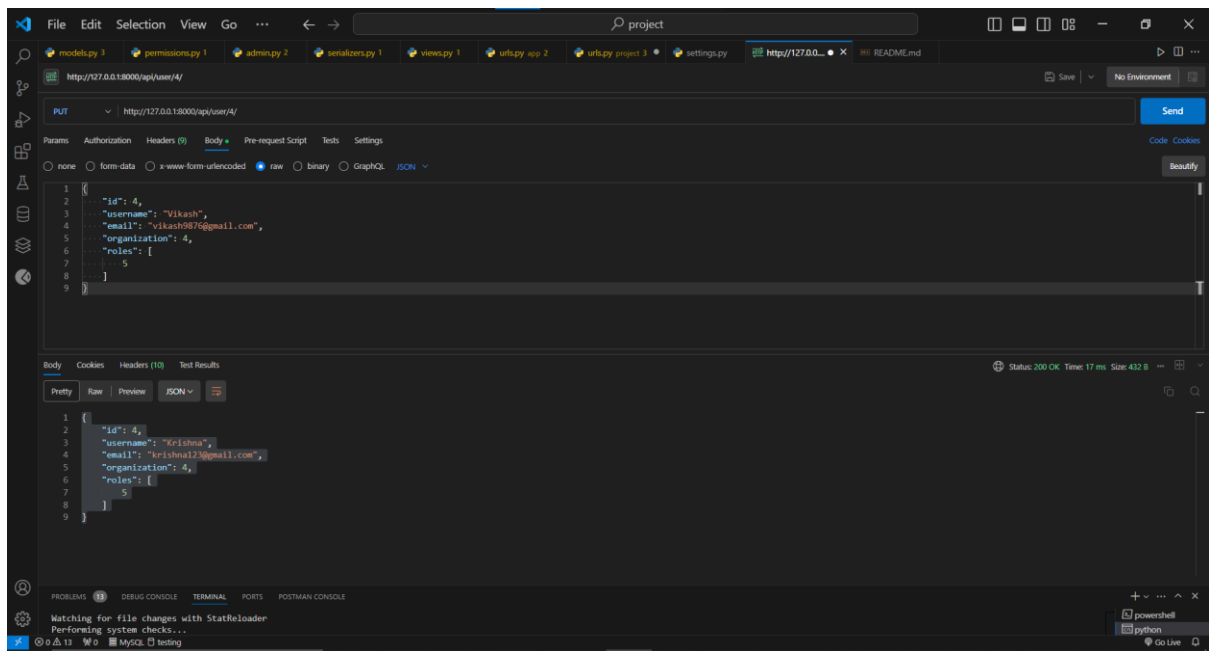 File Edit Selection View Go ··· ← → project
models.py 3 permissions.py 1 admin.py 2 serializers.py 1 views.py 1 urls.py app 2 urls.py project 3 settings.py http://127.0.0.... README.md
http://127.0.0.1:8000/api/user/4/ Save No Environment
PUT http://127.0.0.1:8000/api/user/4/ Send
Params Authorization Headers (9) Body Pre-request Script Tests Settings Code Cookies
none form-data x-www-form-urlencoded raw binary GraphQL JSON Beautify
1 {
2 "id": 4,
3 "username": "Vikash",
4 "email": "vikash9876@gmail.com",
5 "organization": 4,
6 "roles": [
7 5
8 ]
9 }
Body Cookies Headers (10) Test Results Status: 200 OK Time: 17 ms Size: 432 B
Pretty Raw Preview JSON
1 {
2 "id": 4,
3 "username": "Krishna",
4 "email": "krishna123@gmail.com",
5 "organization": 4,
6 "roles": [
7 5
8 ]
9 }
PROBLEMS 13 DEBUG CONSOLE TERMINAL PORTS POSTMAN CONSOLE
Watching for file changes with StatReloader powershell
Performing system checks... python
0 13 0 MySQL testing Go Live